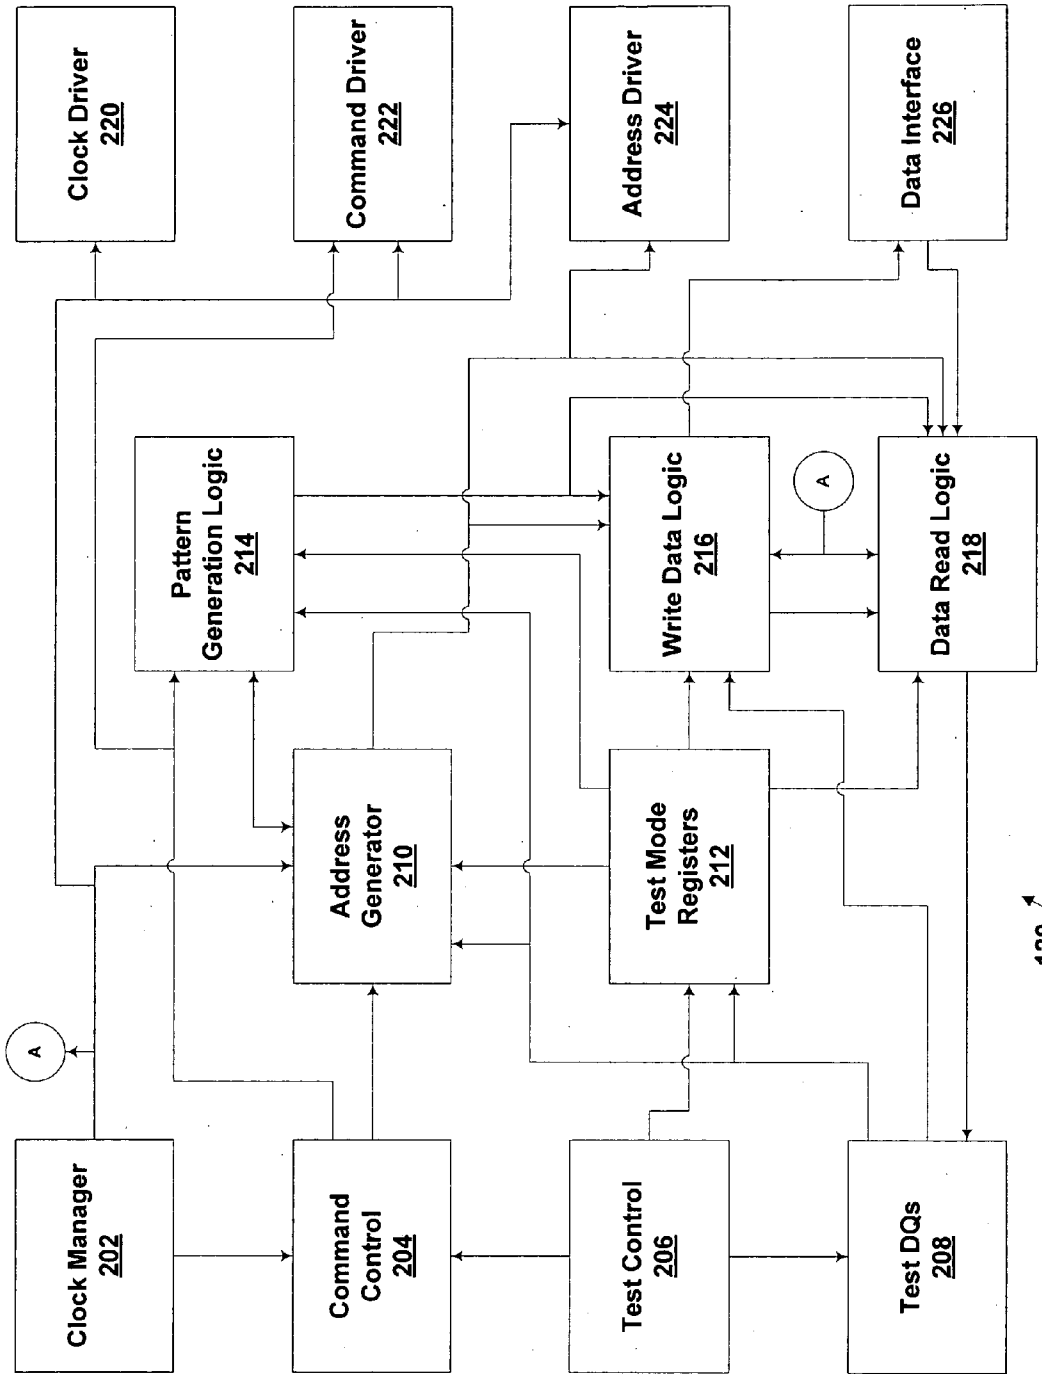 Clock Manager
202
Command
Control
204
Test Control
206
Test DQs
208
A
Address
Generator
210
Test Mode
Registers
212
Pattern
Generation Logic
214
Write Data Logic
216
A
Data Read Logic
218
Clock Driver
220
Command Driver
222
Address Driver
224
Data Interface
226